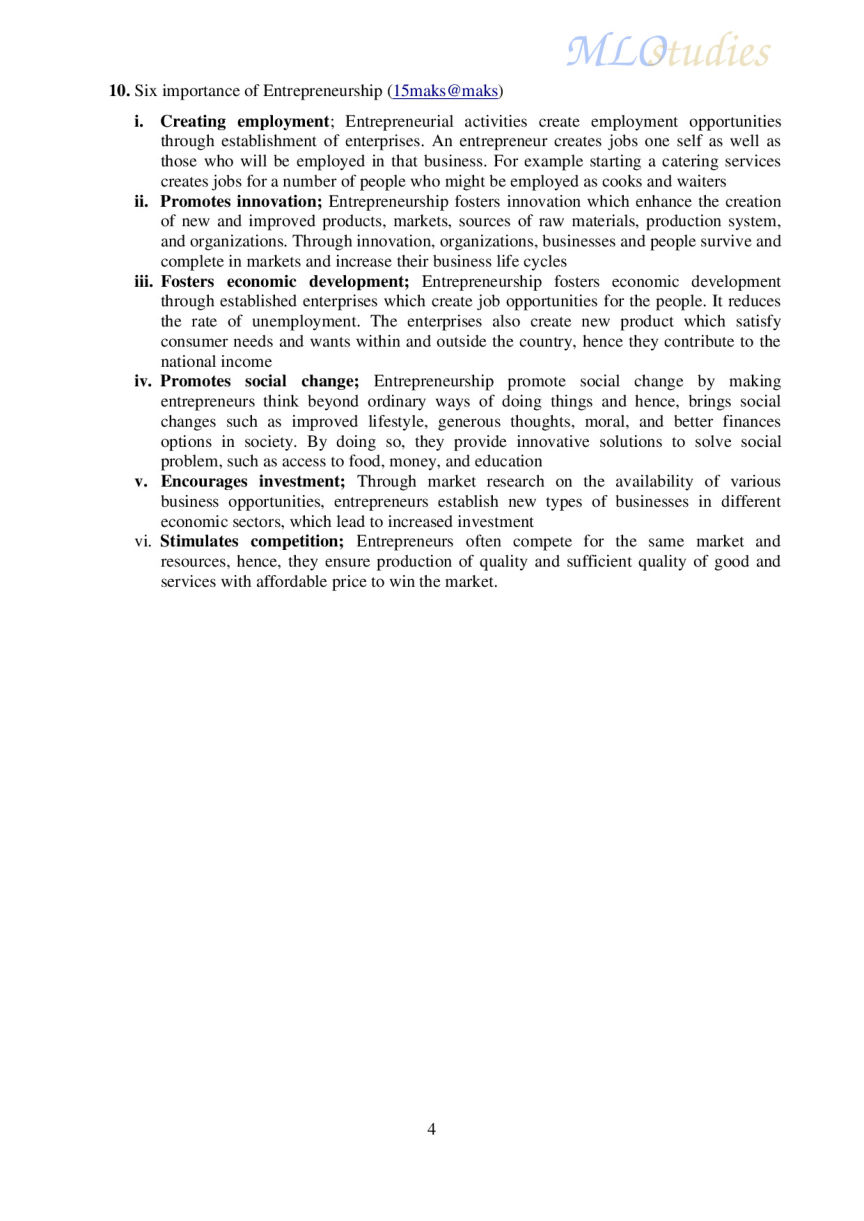 MLOstudies
10. Six importance of Entrepreneurship (15maks@maks)
i. Creating employment; Entrepreneurial activities create employment opportunities
through establishment of enterprises. An entrepreneur creates jobs one self as well as
those who will be employed in that business. For example starting a catering services
creates jobs for a number of people who might be employed as cooks and waiters
ii. Promotes innovation; Entrepreneurship fosters innovation which enhance the creation
of new and improved products, markets, sources of raw materials, production system,
and organizations. Through innovation, organizations, businesses and people survive and
complete in markets and increase their business life cycles
iii. Fosters economic development; Entrepreneurship fosters economic development
through established enterprises which create job opportunities for the people. It reduces
the rate of unemployment. The enterprises also create new product which satisfy
consumer needs and wants within and outside the country, hence they contribute to the
national income
iv. Promotes social change; Entrepreneurship promote social change by making
entrepreneurs think beyond ordinary ways of doing things and hence, brings social
changes such as improved lifestyle, generous thoughts, moral, and better finances
options in society. By doing so, they provide innovative solutions to solve social
problem, such as access to food, money, and education
v. Encourages investment; Through market research on the availability of various
business opportunities, entrepreneurs establish new types of businesses in different
economic sectors, which lead to increased investment
vi. Stimulates competition; Entrepreneurs often compete for the same market and
resources, hence, they ensure production of quality and sufficient quality of good and
services with affordable price to win the market.
4